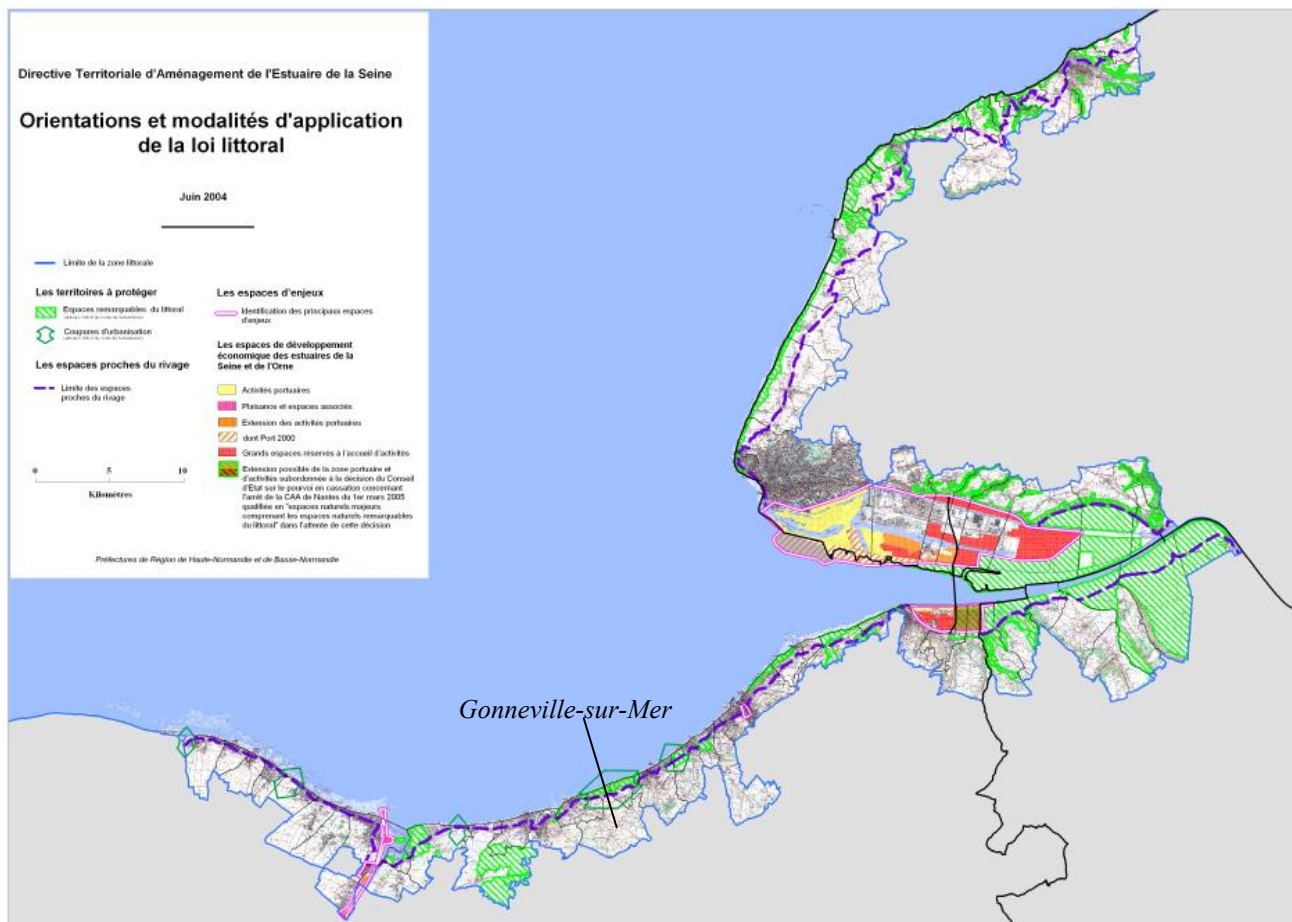 Directive Territoriale d'Aménagement de l'Estuaire de la Seine
Orientations et modalités d'application
de la loi littoral
Juin 2004
Limite de la zone littorale
Les territoires à protéger
Espaces remarquables du littoral
Coupures d'urbanisation
Les espaces proches du rivage
Limite des espaces
proches du rivage
0 5 10
Kilomètres
Les espaces d'enjeux
Identification des principaux espaces
d'enjeux
Les espaces de développement
économique des estuaires de la
Seine et de l'Orne
Activités portuaires
Plaisance et espaces associés
Extension des activités portuaires
dont Port 2000
Grands espaces réservés à l'accueil d'activités
Extension possible de la zone portuaire et
d'activités subordonnée à la décision du Conseil
d'Etat sur le pourvoi en cassation concernant
l'arrêt de la CAA de Nantes du 1er mars 2005
qualifiée en "espaces naturels majeurs
comprenant les espaces naturels remarquables
du littoral" dans l'attente de cette décision
Préfectures de Région de Haute-Normandie et de Basse-Normandie
Gonneville-sur-Mer